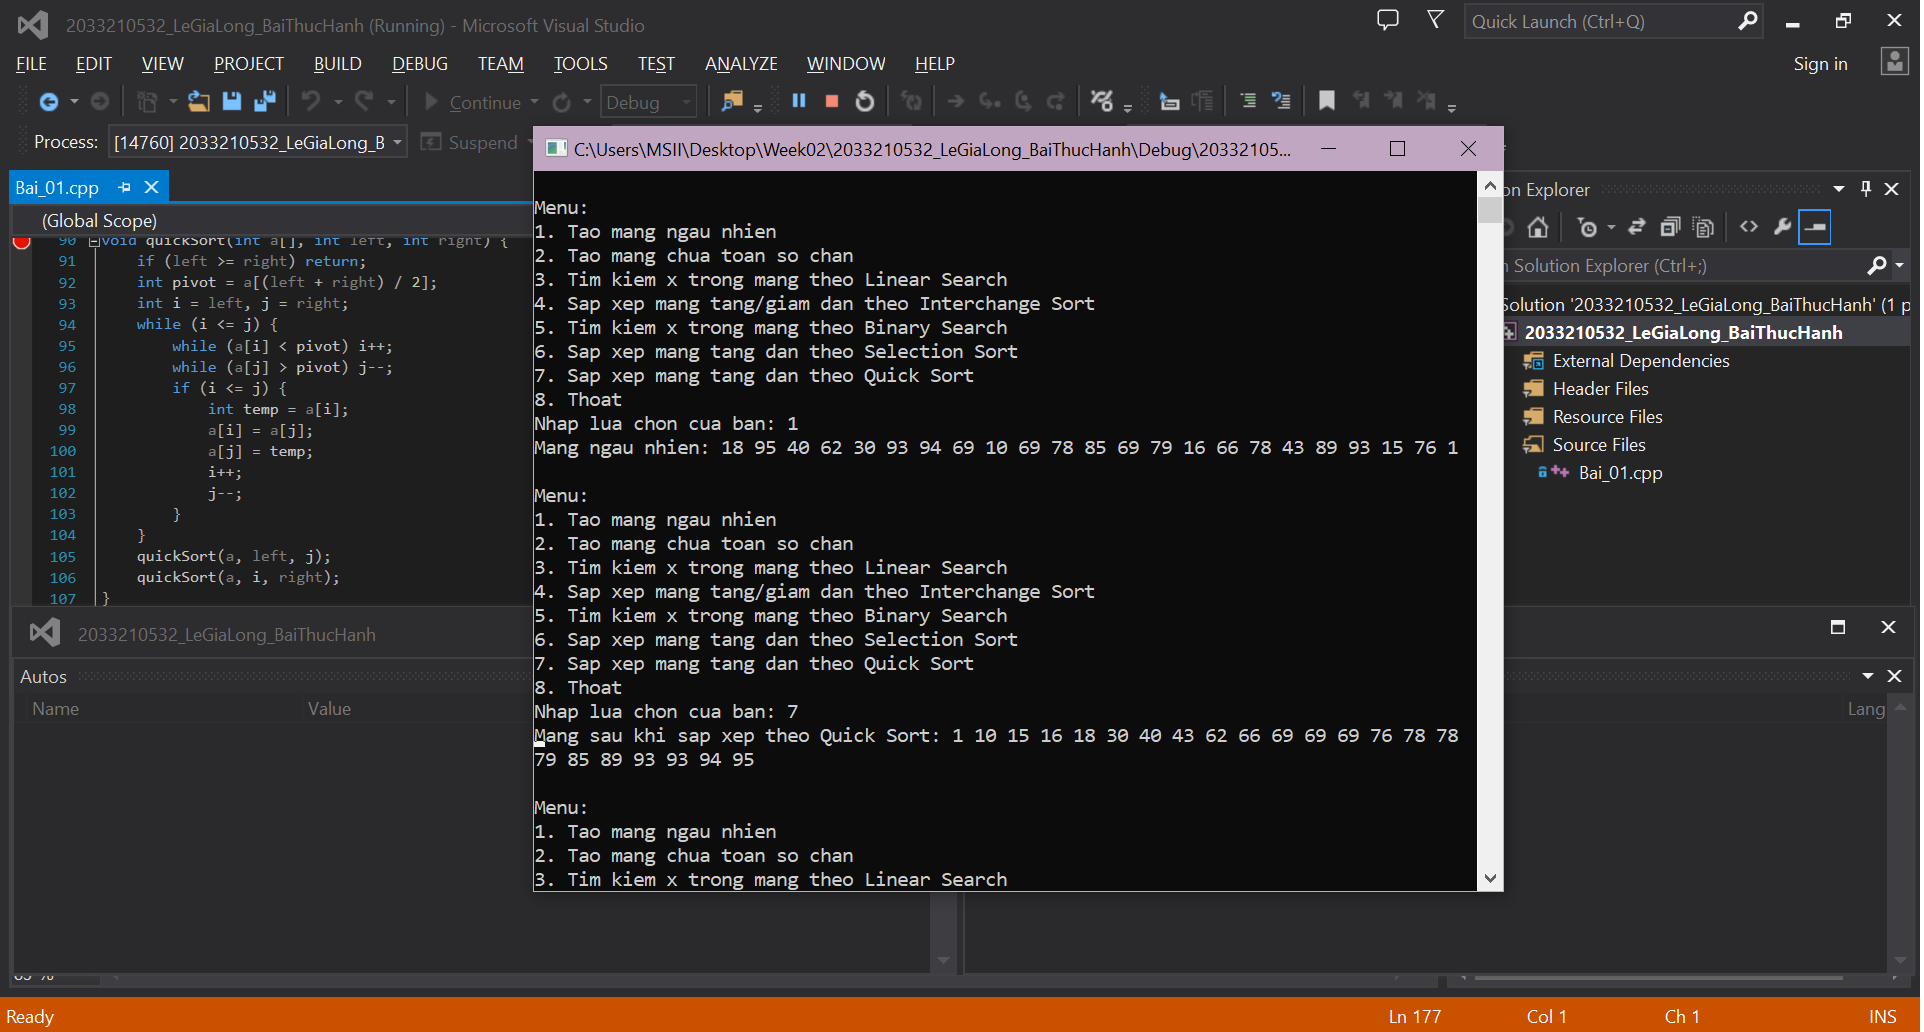 2033210532_LeGiaLong_BaiThucHanh (Running) - Microsoft Visual Studio
Quick Launch (Ctrl+Q)
FILE EDIT VIEW PROJECT BUILD DEBUG TEAM TOOLS TEST ANALYZE WINDOW HELP
Sign in
Continue
Debug
Process: [14760] 2033210532_LeGiaLong_B
Suspend
C:\Users\MSII\Desktop\Week02\2033210532_LeGiaLong_BaiThucHanh\Debug\20332105...
Bai_01.cpp
(Global Scope)
90 void quickSort(int a[], int left, int right) {
91 if (left >= right) return;
92 int pivot = a[(left + right) / 2];
93 int i = left, j = right;
94 while (i <= j) {
95 while (a[i] < pivot) i++;
96 while (a[j] > pivot) j--;
97 if (i <= j) {
98 int temp = a[i];
99 a[i] = a[j];
100 a[j] = temp;
101 i++;
102 j--;
103 }
104 }
105 quickSort(a, left, j);
106 quickSort(a, i, right);
107 }
Menu:
1. Tao mang ngau nhien
2. Tao mang chua toan so chan
3. Tim kiem x trong mang theo Linear Search
4. Sap xep mang tang/giam dan theo Interchange Sort
5. Tim kiem x trong mang theo Binary Search
6. Sap xep mang tang dan theo Selection Sort
7. Sap xep mang tang dan theo Quick Sort
8. Thoat
Nhap lua chon cua ban: 1
Mang ngau nhien: 18 95 40 62 30 93 94 69 10 69 78 85 69 79 16 66 78 43 89 93 15 76 1
Menu:
1. Tao mang ngau nhien
2. Tao mang chua toan so chan
3. Tim kiem x trong mang theo Linear Search
4. Sap xep mang tang/giam dan theo Interchange Sort
5. Tim kiem x trong mang theo Binary Search
6. Sap xep mang tang dan theo Selection Sort
7. Sap xep mang tang dan theo Quick Sort
8. Thoat
Nhap lua chon cua ban: 7
Mang sau khi sap xep theo Quick Sort: 1 10 15 16 18 30 40 43 62 66 69 69 69 76 78 78
79 85 89 93 93 94 95
Menu:
1. Tao mang ngau nhien
2. Tao mang chua toan so chan
3. Tim kiem x trong mang theo Linear Search
on Explorer
Solution Explorer (Ctrl+;)
Solution '2033210532_LeGiaLong_BaiThucHanh' (1 p
2033210532_LeGiaLong_BaiThucHanh
External Dependencies
Header Files
Resource Files
Source Files
Bai_01.cpp
2033210532_LeGiaLong_BaiThucHanh
Autos
Name Value
Lang
Ready
Ln 177 Col 1 Ch 1 INS